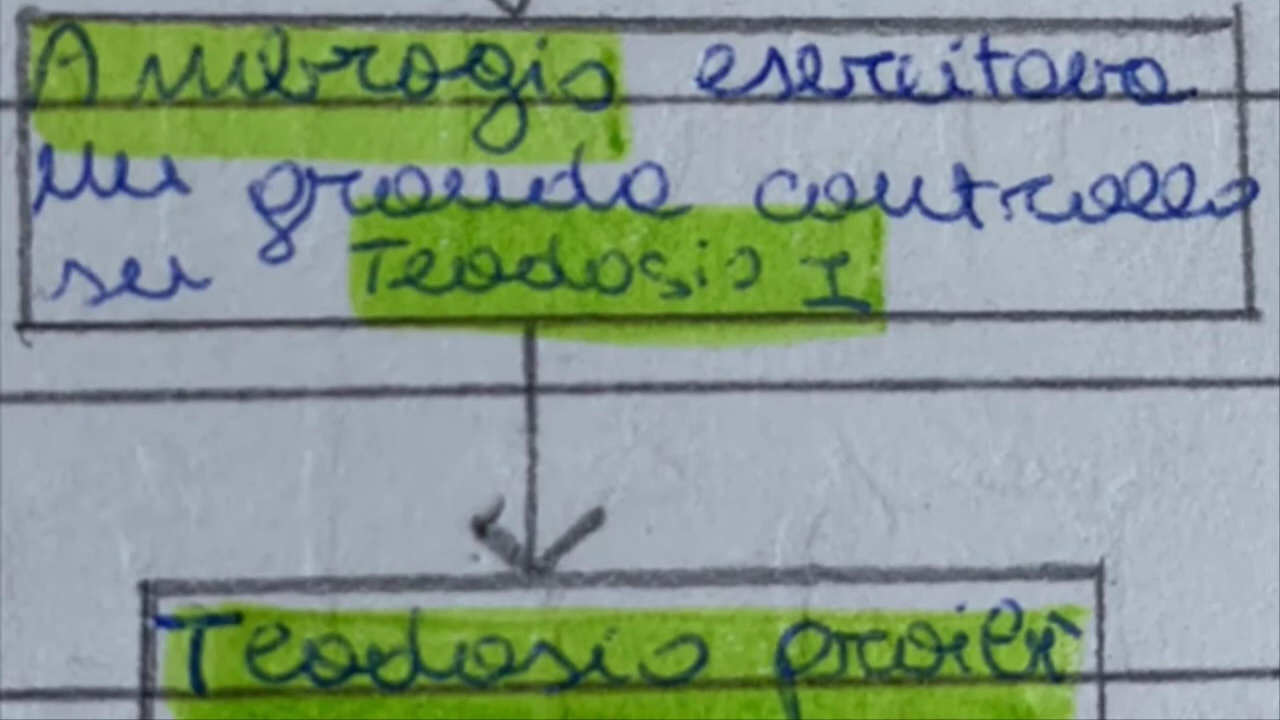 Ambrogio esercitava
un grande controllo
su Teodosio I
Teodosio proibì